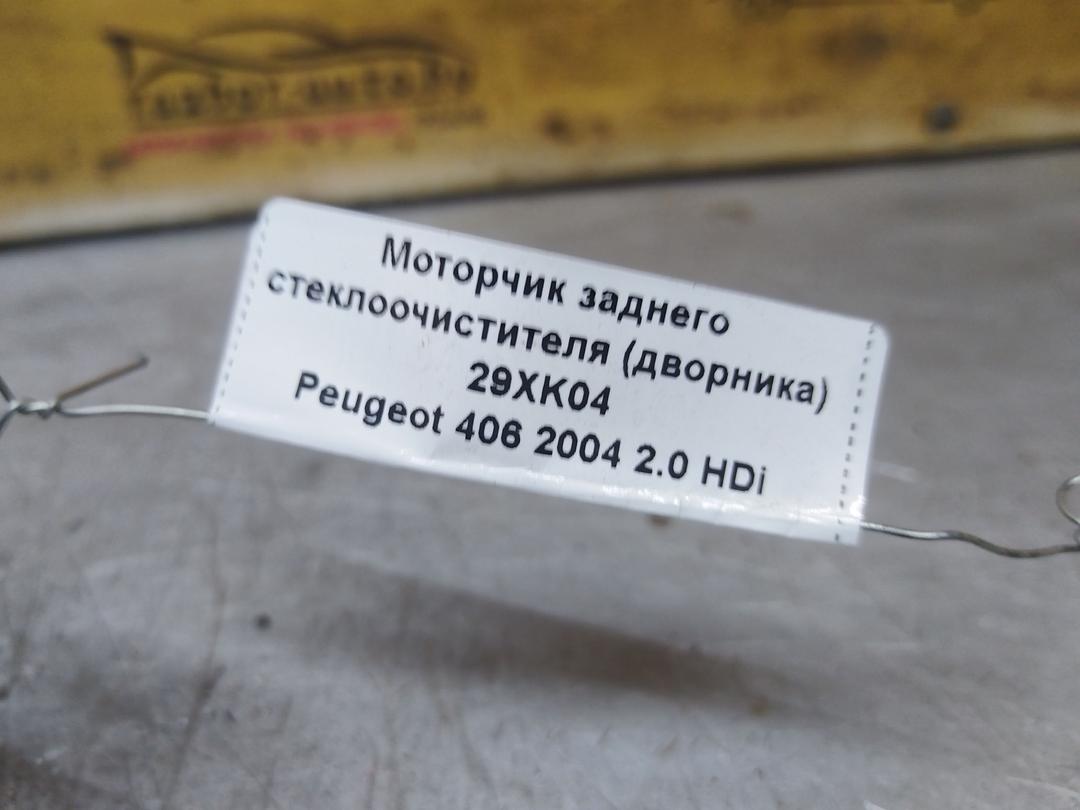 Моторчик заднего
стеклоочистителя (дворника)
29XK04
Peugeot 406 2004 2.0 HDi